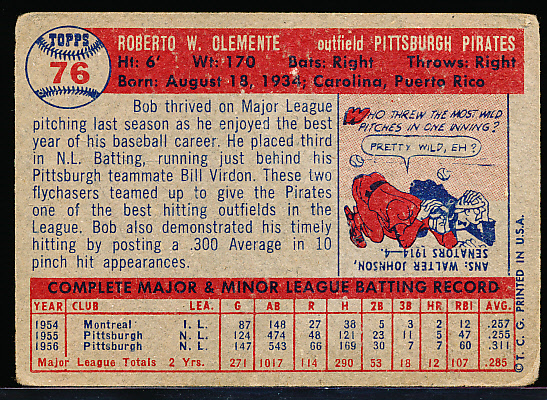 TOPPS
76
ROBERTO W. CLEMENTE outfield PITTSBURGH PIRATES
Ht: 6' Wt: 170 Bats: Right Throws: Right
Born: August 18, 1934; Carolina, Puerto Rico
Bob thrived on Major League
pitching last season as he enjoyed the best
year of his baseball career. He placed third
in N.L. Batting, running just behind his
Pittsburgh teammate Bill Virdon. These two
flychasers teamed up to give the Pirates
one of the best hitting outfields in the
League. Bob also demonstrated his timely
hitting by posting a .300 Average in 10
pinch hit appearances.
WHO THREW THE MOST WILD
PITCHES IN ONE INNING?
PRETTY WILD, EH?
ANS: WALTER JOHNSON,
SENATORS 1914-4.
COMPLETE MAJOR & MINOR LEAGUE BATTING RECORD
YEAR CLUB LEA. G AB R H 2B 3B HR RBI AVG.
1954 Montreal I. L. 87 148 27 38 5 3 2 12 .257
1955 Pittsburgh N. L. 124 474 48 121 23 11 5 47 .255
1956 Pittsburgh N. L. 147 543 66 169 30 7 7 60 .311
Major League Totals 2 Yrs. 271 1017 114 290 53 18 12 107 .285
© T. C. G. PRINTED IN U.S.A.